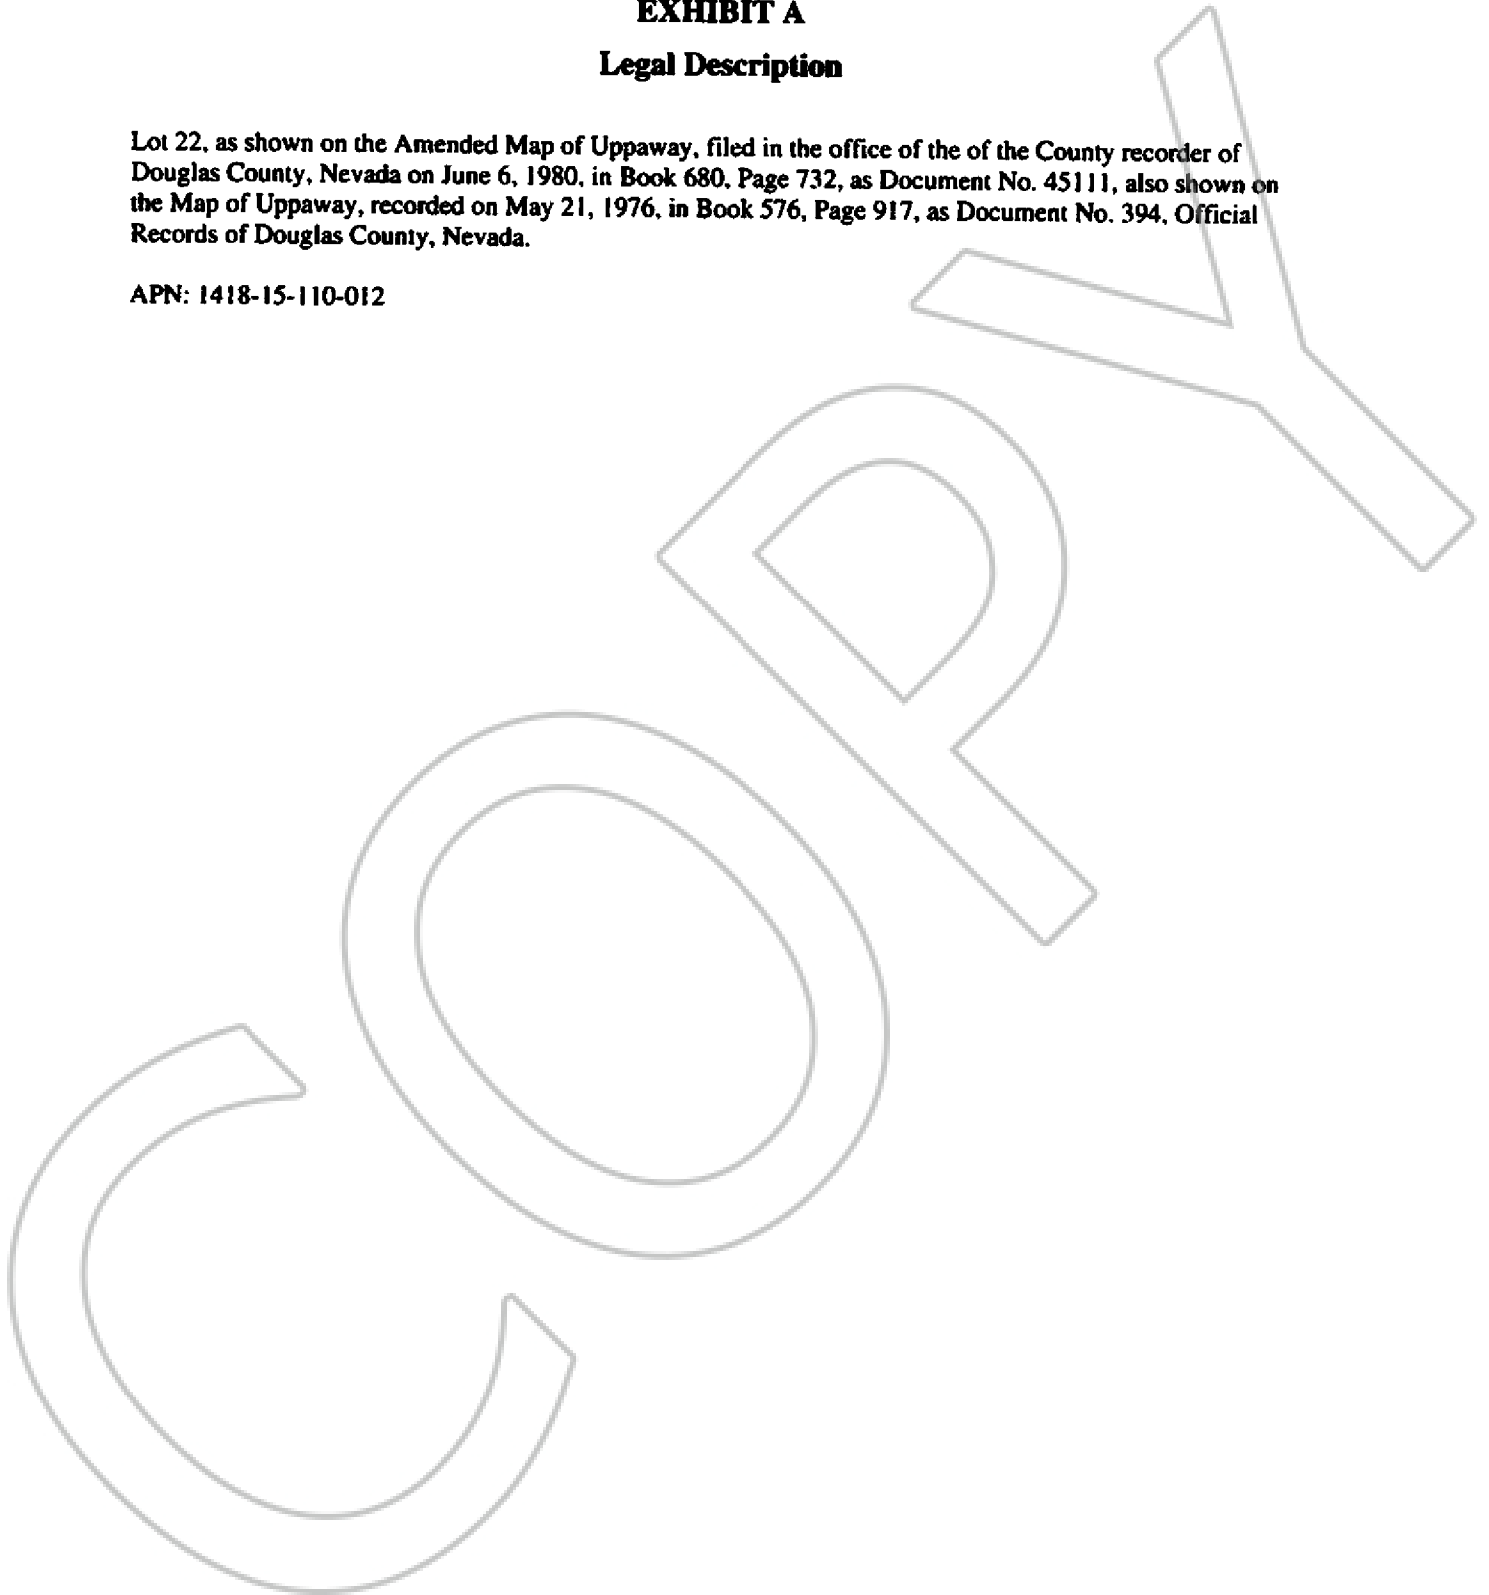 EXHIBIT A
Legal Description
Lot 22, as shown on the Amended Map of Uppaway, filed in the office of the of the County recorder of
Douglas County, Nevada on June 6, 1980, in Book 680, Page 732, as Document No. 45111, also shown on
the Map of Uppaway, recorded on May 21, 1976, in Book 576, Page 917, as Document No. 394, Official
Records of Douglas County, Nevada.
APN: 1418-15-110-012
COPY